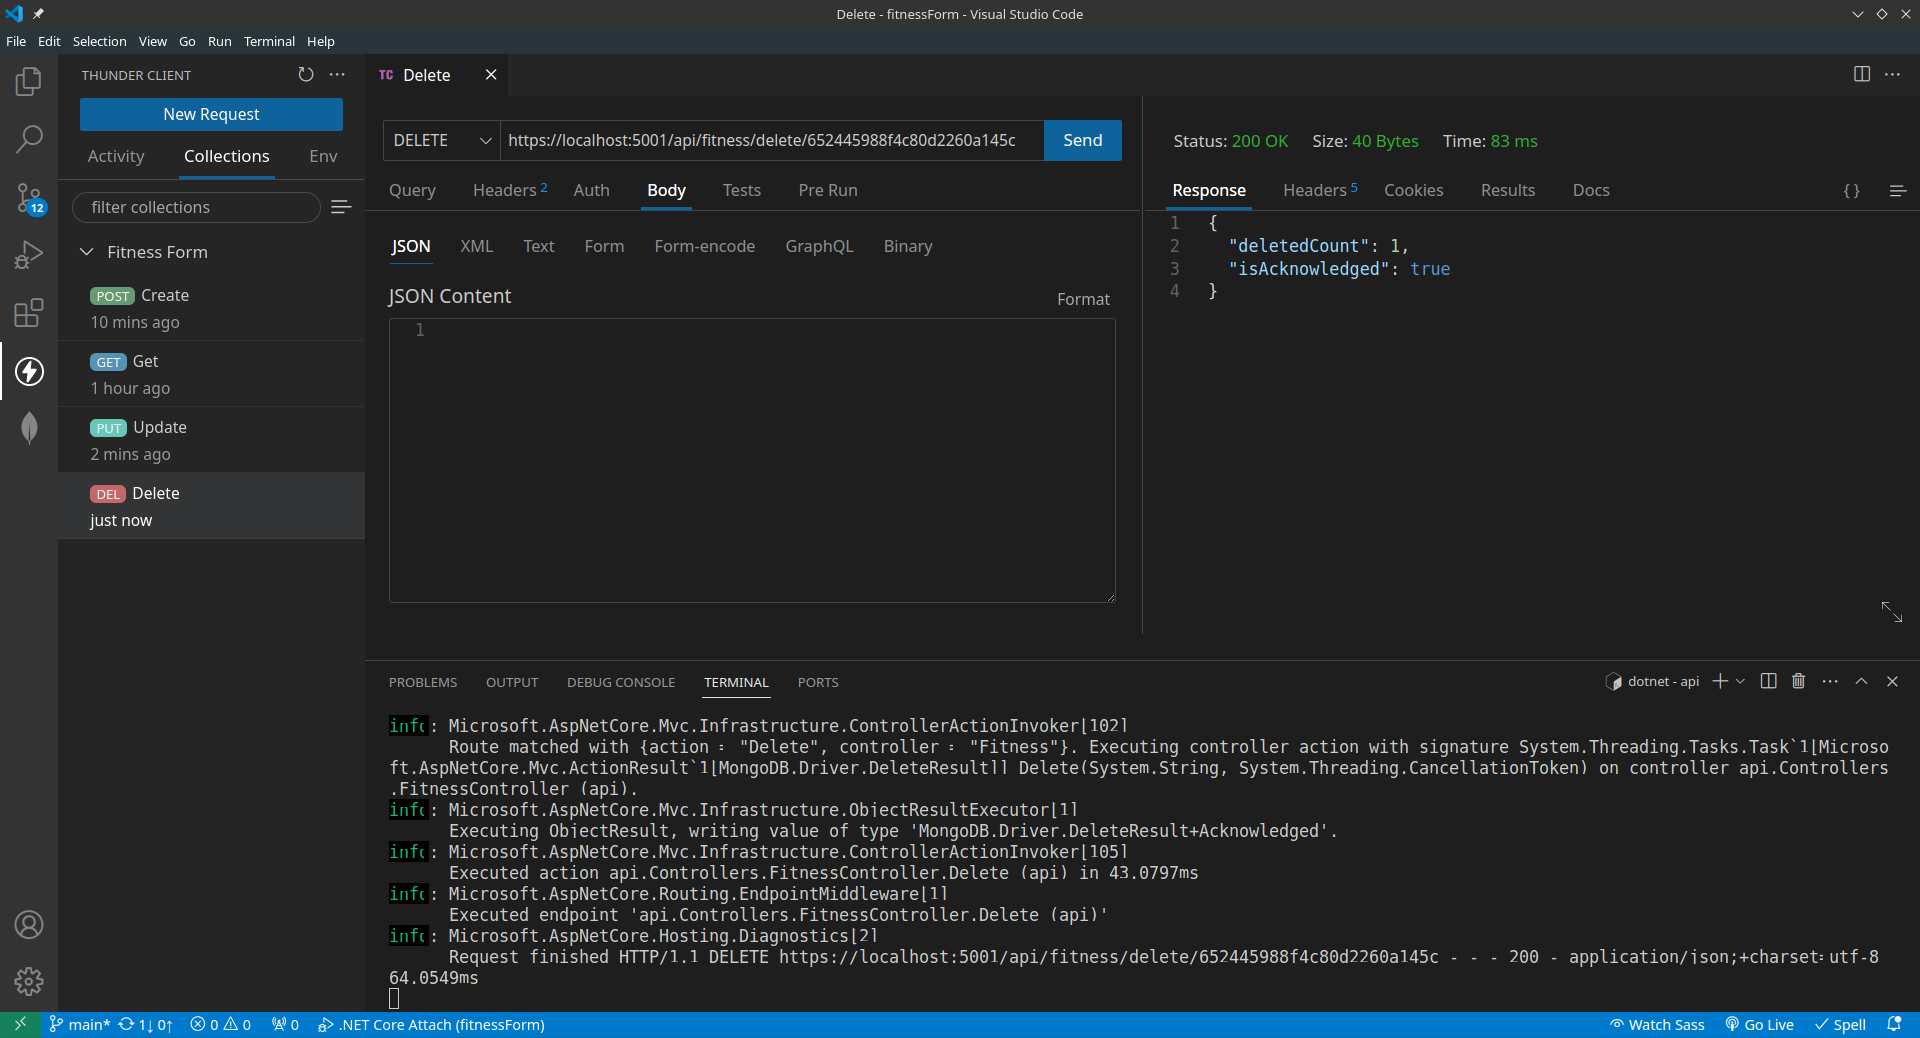 Delete - fitnessForm - Visual Studio Code
File Edit Selection View Go Run Terminal Help
THUNDER CLIENT
New Request
Activity Collections Env
filter collections
12
Fitness Form
POST Create
10 mins ago
GET Get
1 hour ago
PUT Update
2 mins ago
DEL Delete
just now
TC Delete
DELETE https://localhost:5001/api/fitness/delete/652445988f4c80d2260a145c Send
Query Headers 2 Auth Body Tests Pre Run
JSON XML Text Form Form-encode GraphQL Binary
JSON Content
Format
1
Status: 200 OK Size: 40 Bytes Time: 83 ms
Response Headers 5 Cookies Results Docs { }
1 {
2 "deletedCount": 1,
3 "isAcknowledged": true
4 }
PROBLEMS OUTPUT DEBUG CONSOLE TERMINAL PORTS
dotnet - api
info: Microsoft.AspNetCore.Mvc.Infrastructure.ControllerActionInvoker[102]
Route matched with {action = "Delete", controller = "Fitness"}. Executing controller action with signature System.Threading.Tasks.Task`1[Microso
ft.AspNetCore.Mvc.ActionResult`1[MongoDB.Driver.DeleteResult]] Delete(System.String, System.Threading.CancellationToken) on controller api.Controllers
.FitnessController (api).
info: Microsoft.AspNetCore.Mvc.Infrastructure.ObjectResultExecutor[1]
Executing ObjectResult, writing value of type 'MongoDB.Driver.DeleteResult+Acknowledged'.
info: Microsoft.AspNetCore.Mvc.Infrastructure.ControllerActionInvoker[105]
Executed action api.Controllers.FitnessController.Delete (api) in 43.0797ms
info: Microsoft.AspNetCore.Routing.EndpointMiddleware[1]
Executed endpoint 'api.Controllers.FitnessController.Delete (api)'
info: Microsoft.AspNetCore.Hosting.Diagnostics[2]
Request finished HTTP/1.1 DELETE https://localhost:5001/api/fitness/delete/652445988f4c80d2260a145c - - - 200 - application/json;+charset=utf-8
64.0549ms
main* 1↓ 0↑ 0 0 0 .NET Core Attach (fitnessForm) Watch Sass Go Live Spell